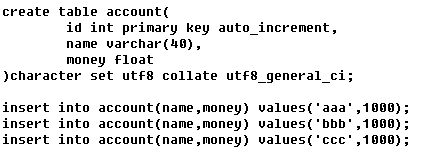 create table account(
        id int primary key auto_increment,
        name varchar(40),
        money float
)character set utf8 collate utf8_general_ci;

insert into account(name,money) values('aaa',1000);
insert into account(name,money) values('bbb',1000);
insert into account(name,money) values('ccc',1000);